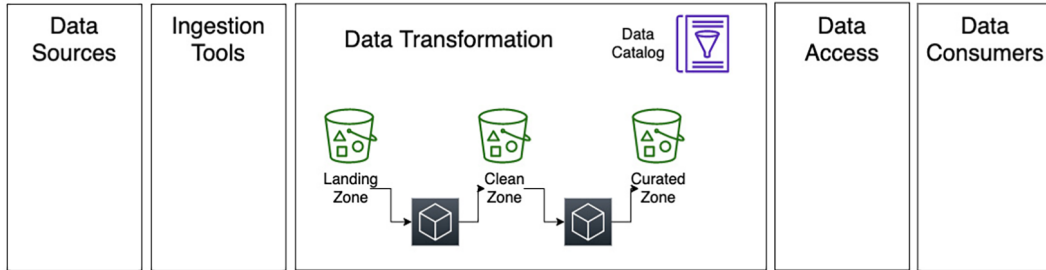 Data
Sources
Ingestion
Tools
Data Transformation
Data
Catalog
Landing
Zone
Clean
Zone
Curated
Zone
Data
Access
Data
Consumers